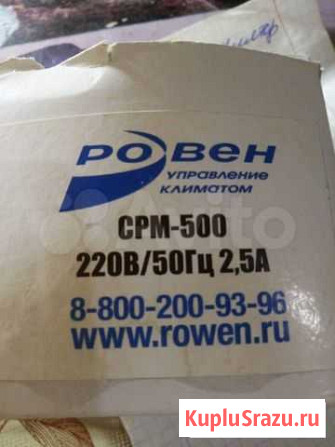 РОВЕН
УПРАВЛЕНИЕ
КЛИМАТОМ
СРМ-500
220В/50Гц 2,5А
8-800-200-93-96
www.rowen.ru
Avito
KupluSrazu.ru